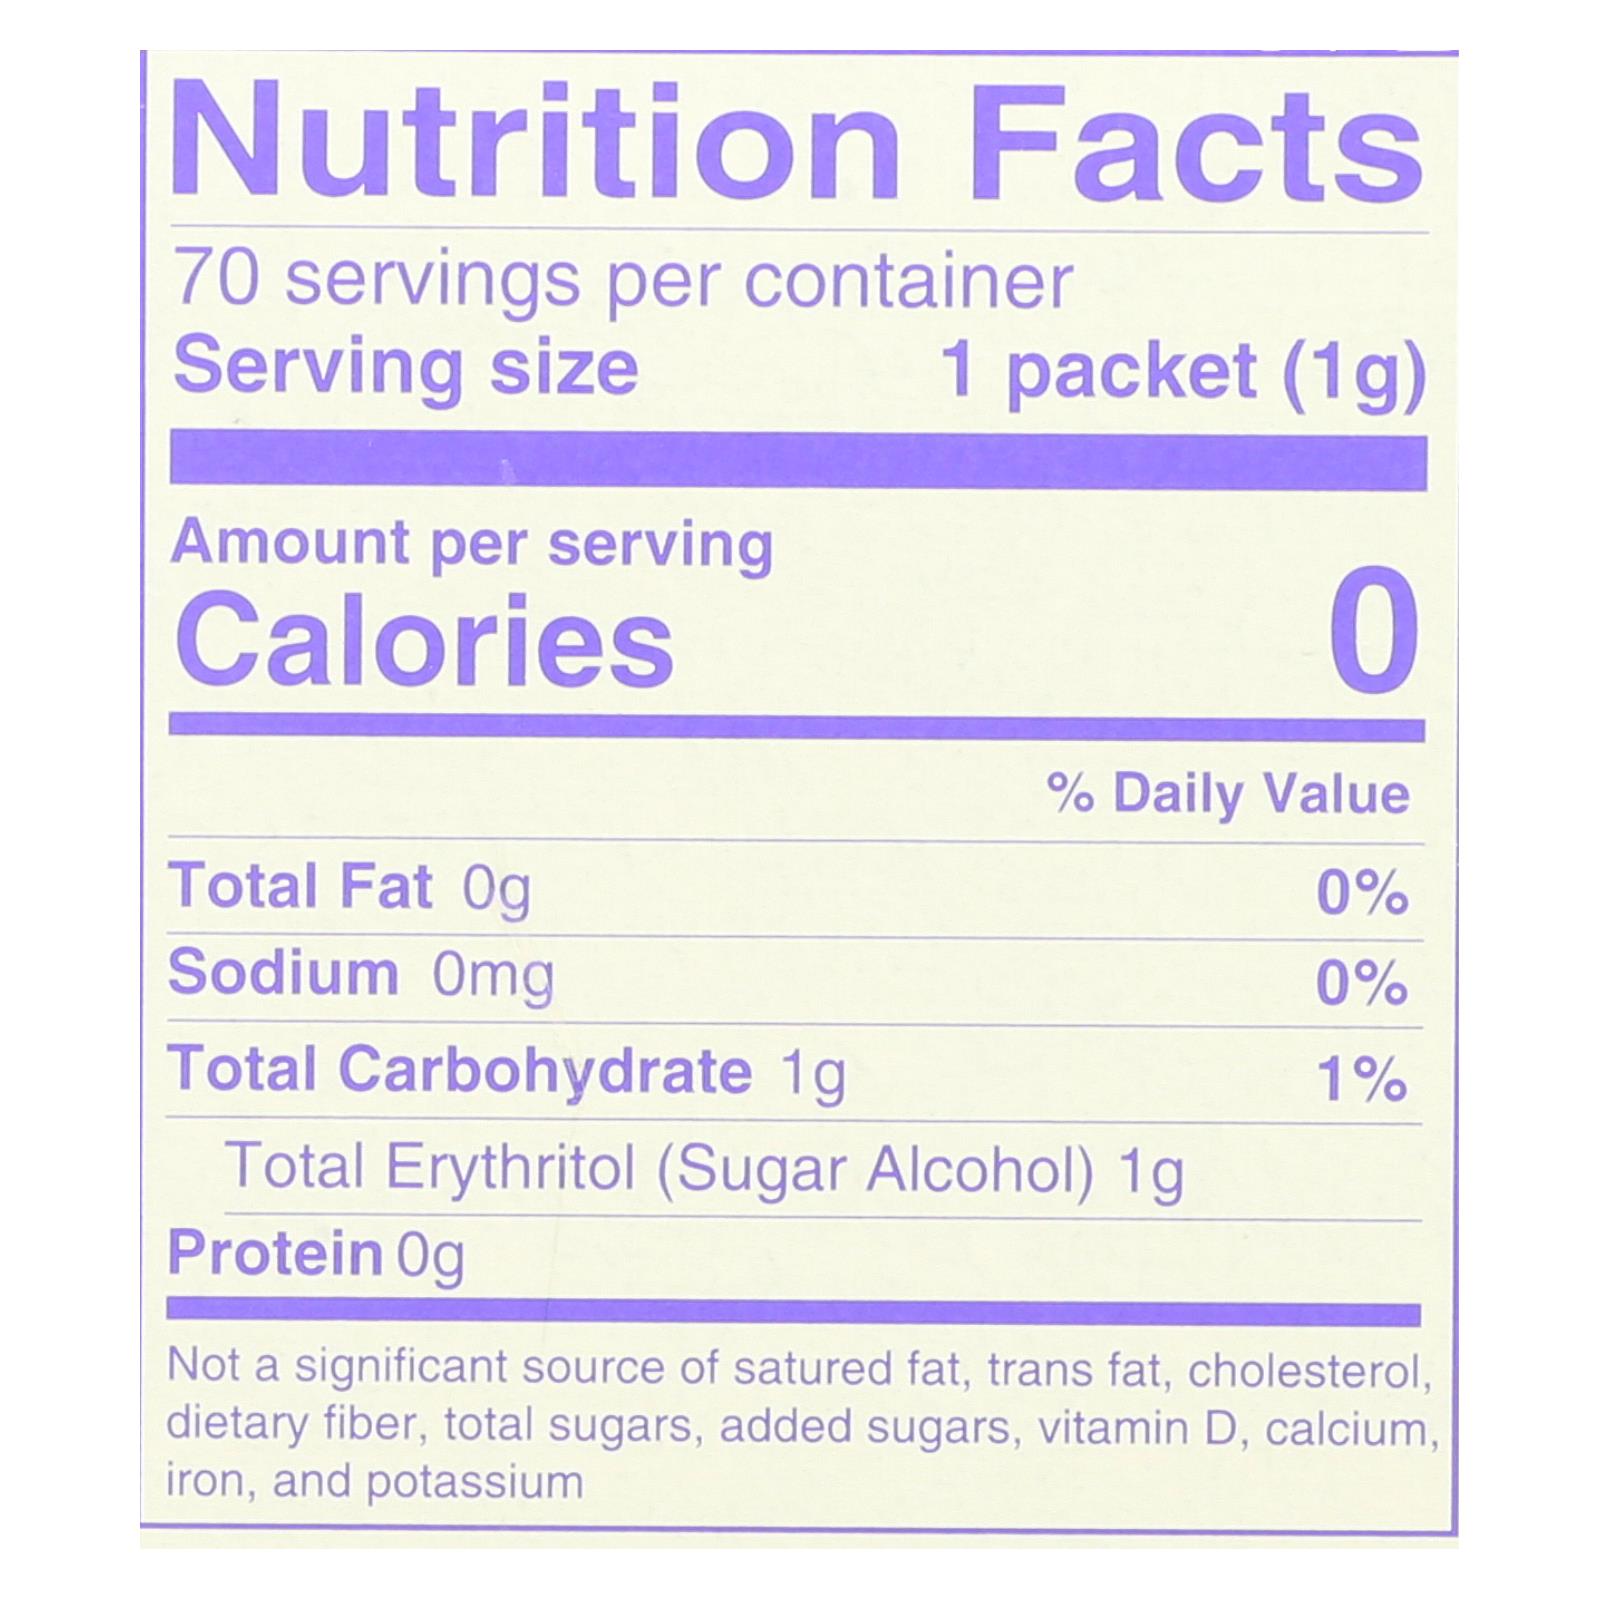 Nutrition Facts
70 servings per container
Serving size 1 packet (1g)
Amount per serving
Calories 0
% Daily Value
Total Fat 0g 0%
Sodium 0mg 0%
Total Carbohydrate 1g 1%
Total Erythritol (Sugar Alcohol) 1g
Protein 0g
Not a significant source of satured fat, trans fat, cholesterol,
dietary fiber, total sugars, added sugars, vitamin D, calcium,
iron, and potassium